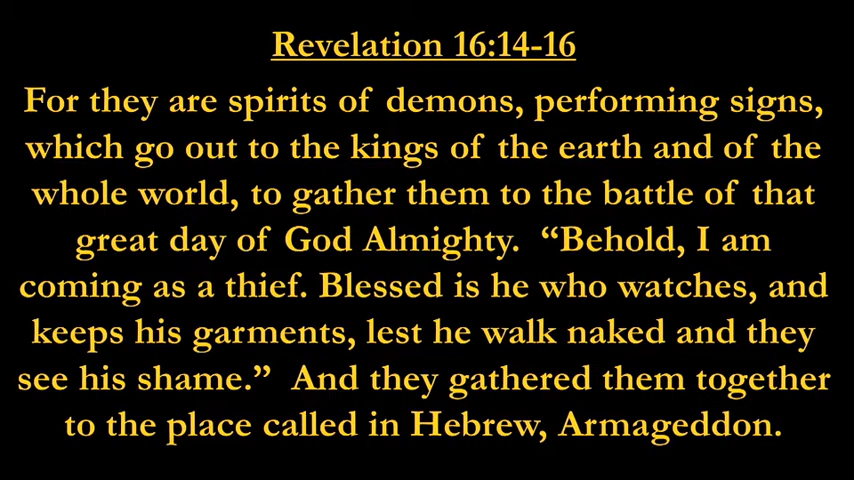 Revelation 16:14-16
For they are spirits of demons, performing signs,
which go out to the kings of the earth and of the
whole world, to gather them to the battle of that
great day of God Almighty. “Behold, I am
coming as a thief. Blessed is he who watches, and
keeps his garments, lest he walk naked and they
see his shame.” And they gathered them together
to the place called in Hebrew, Armageddon.